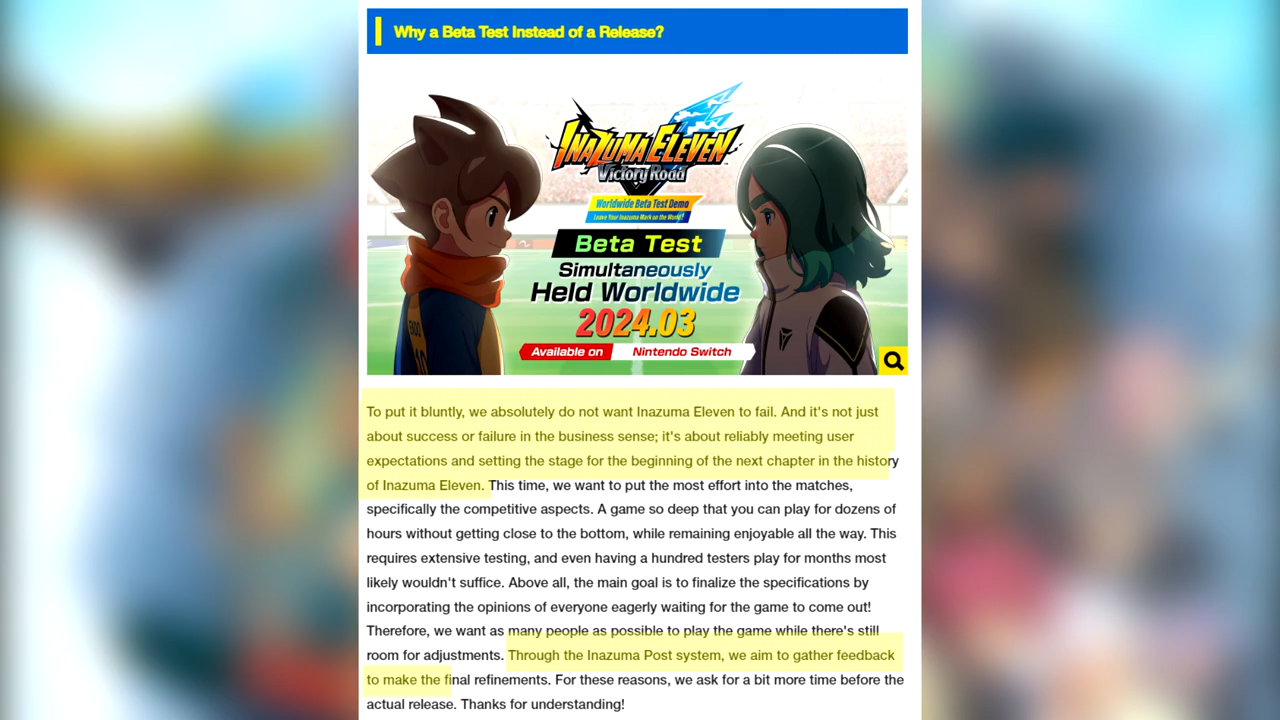 Why a Beta Test Instead of a Release?
INAZUMA ELEVEN
Victory Road
Worldwide Beta Test Demo
Leave Your Inazuma Mark on the World!
Beta Test
Simultaneously
Held Worldwide
2024.03
Available on Nintendo Switch
To put it bluntly, we absolutely do not want Inazuma Eleven to fail. And it's not just
about success or failure in the business sense; it's about reliably meeting user
expectations and setting the stage for the beginning of the next chapter in the history
of Inazuma Eleven. This time, we want to put the most effort into the matches,
specifically the competitive aspects. A game so deep that you can play for dozens of
hours without getting close to the bottom, while remaining enjoyable all the way. This
requires extensive testing, and even having a hundred testers play for months most
likely wouldn't suffice. Above all, the main goal is to finalize the specifications by
incorporating the opinions of everyone eagerly waiting for the game to come out!
Therefore, we want as many people as possible to play the game while there's still
room for adjustments. Through the Inazuma Post system, we aim to gather feedback
to make the final refinements. For these reasons, we ask for a bit more time before the
actual release. Thanks for understanding!